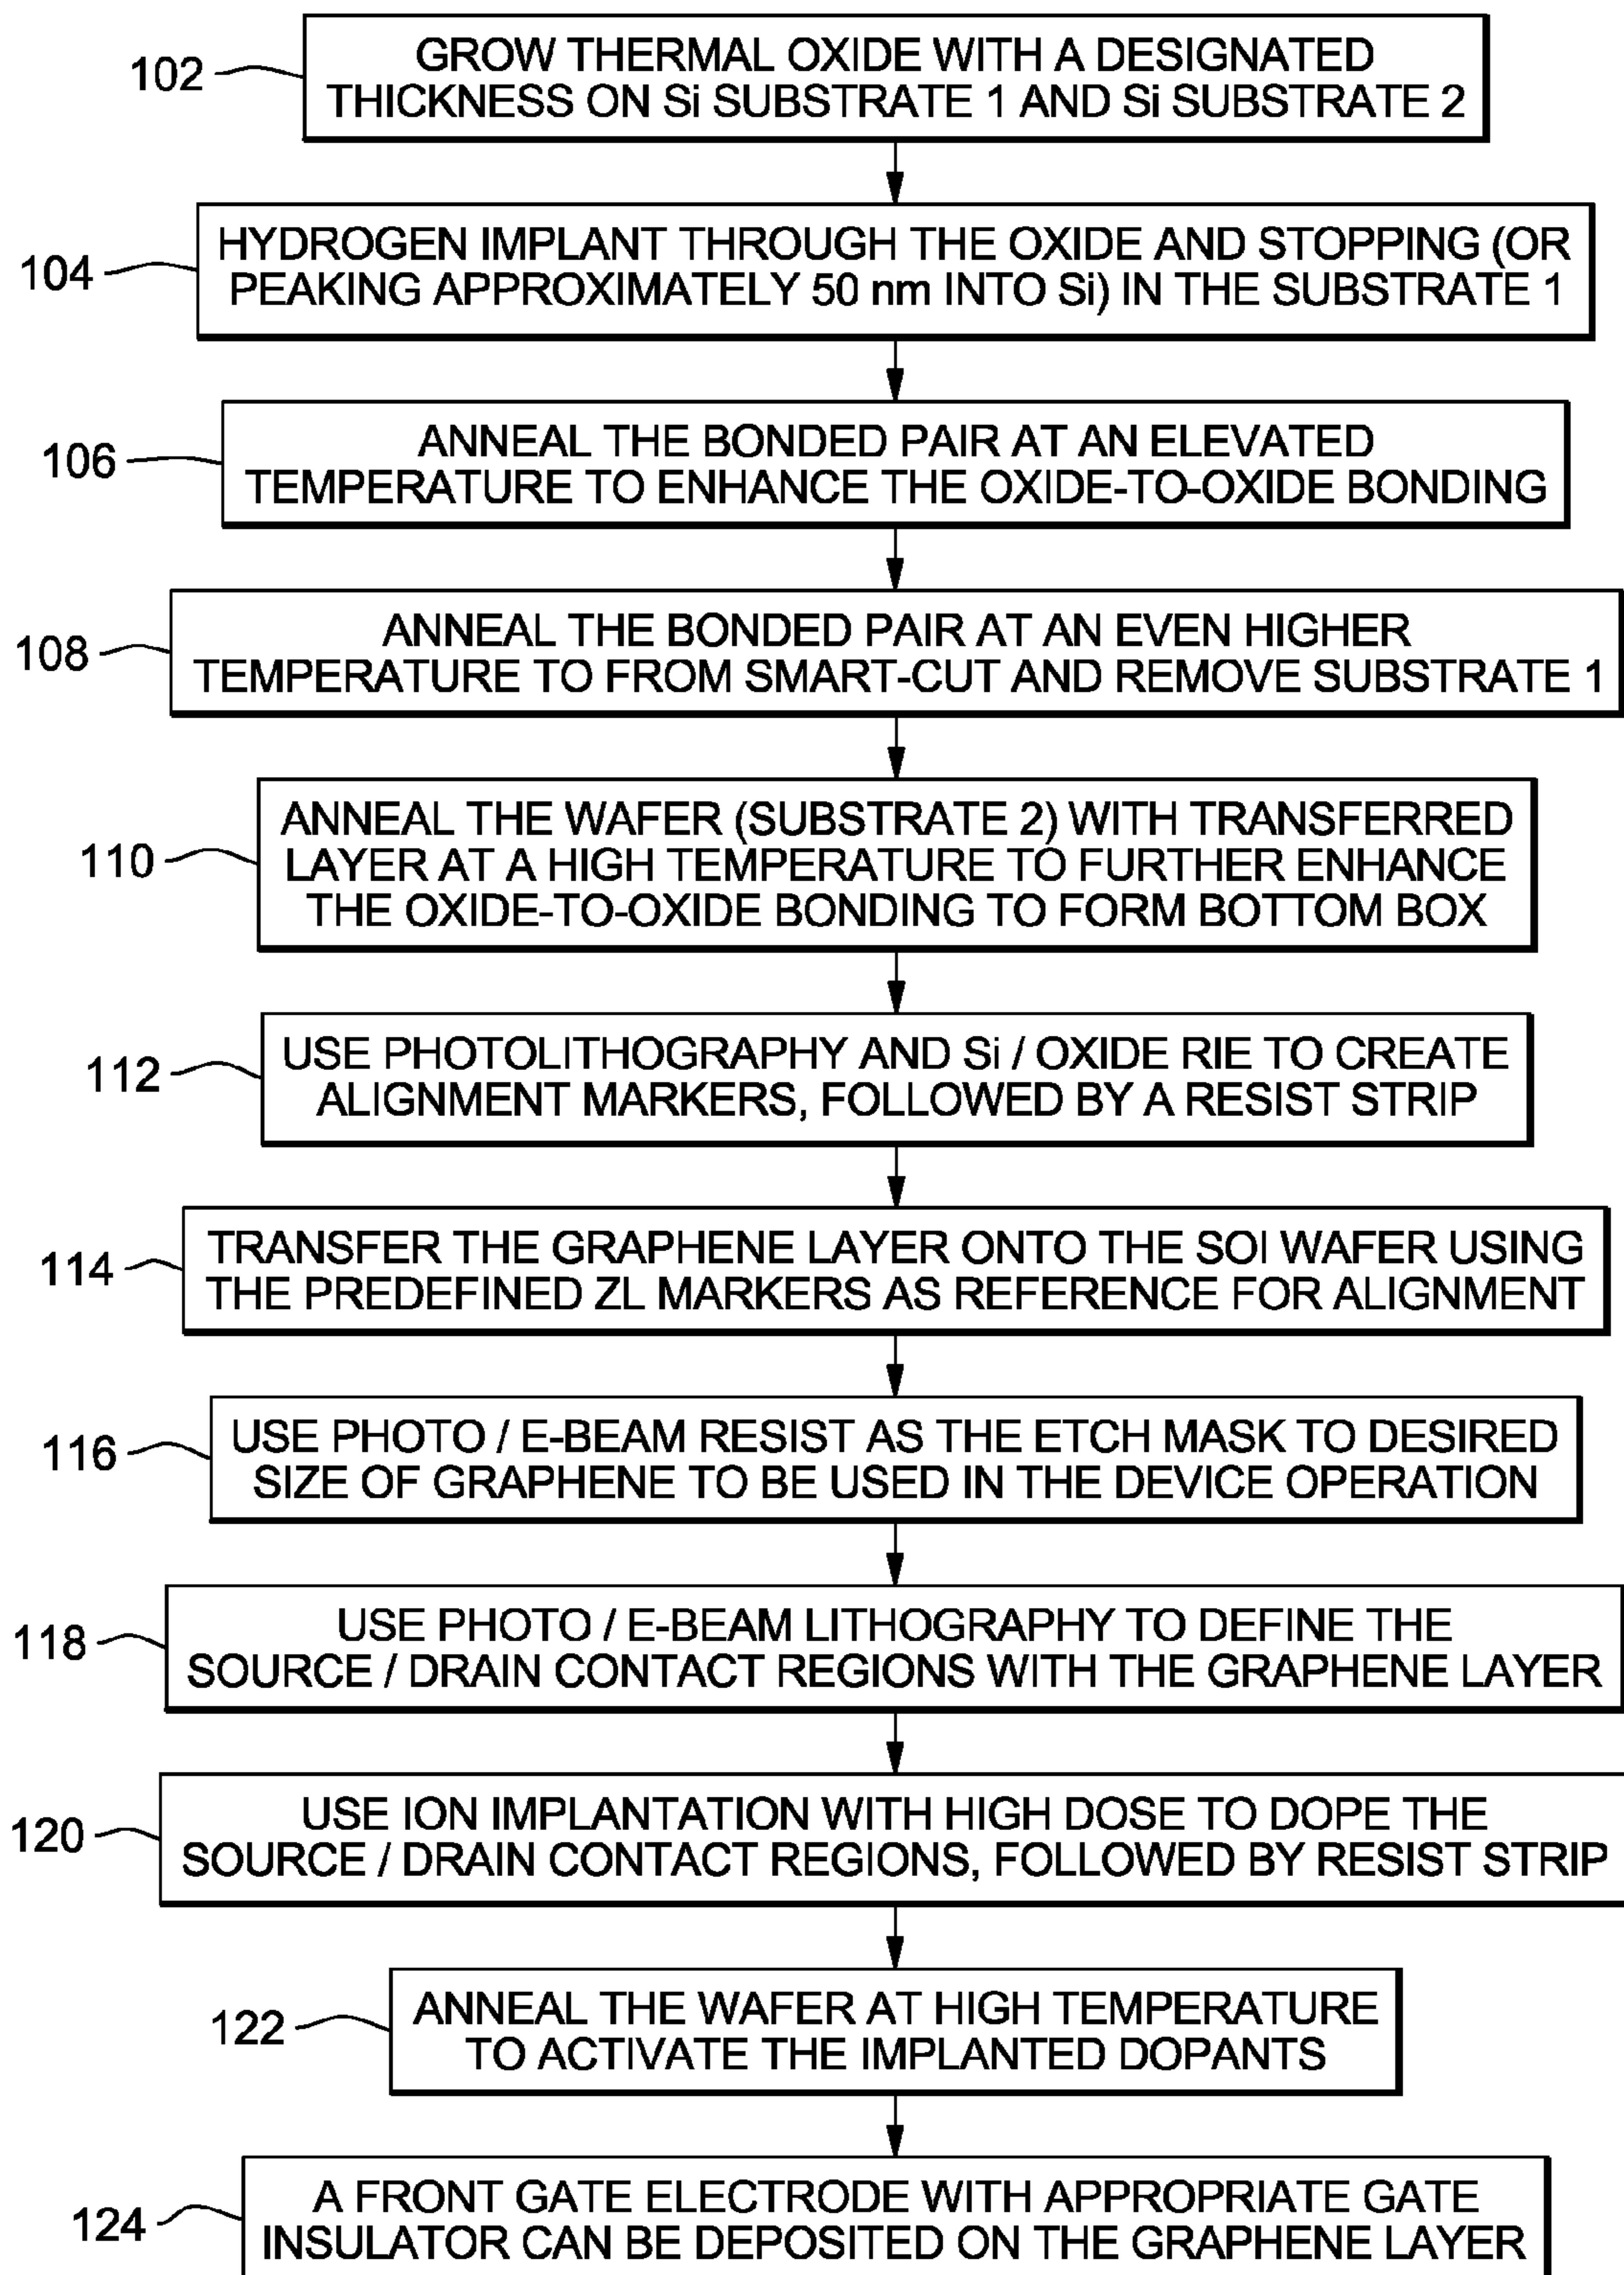 102
GROW THERMAL OXIDE WITH A DESIGNATED
THICKNESS ON Si SUBSTRATE 1 AND Si SUBSTRATE 2
104
HYDROGEN IMPLANT THROUGH THE OXIDE AND STOPPING (OR
PEAKING APPROXIMATELY 50 nm INTO Si) IN THE SUBSTRATE 1
106
ANNEAL THE BONDED PAIR AT AN ELEVATED
TEMPERATURE TO ENHANCE THE OXIDE-TO-OXIDE BONDING
108
ANNEAL THE BONDED PAIR AT AN EVEN HIGHER
TEMPERATURE TO FROM SMART-CUT AND REMOVE SUBSTRATE 1
110
ANNEAL THE WAFER (SUBSTRATE 2) WITH TRANSFERRED
LAYER AT A HIGH TEMPERATURE TO FURTHER ENHANCE
THE OXIDE-TO-OXIDE BONDING TO FORM BOTTOM BOX
112
USE PHOTOLITHOGRAPHY AND Si / OXIDE RIE TO CREATE
ALIGNMENT MARKERS, FOLLOWED BY A RESIST STRIP
114
TRANSFER THE GRAPHENE LAYER ONTO THE SOI WAFER USING
THE PREDEFINED ZL MARKERS AS REFERENCE FOR ALIGNMENT
116
USE PHOTO / E-BEAM RESIST AS THE ETCH MASK TO DESIRED
SIZE OF GRAPHENE TO BE USED IN THE DEVICE OPERATION
118
USE PHOTO / E-BEAM LITHOGRAPHY TO DEFINE THE
SOURCE / DRAIN CONTACT REGIONS WITH THE GRAPHENE LAYER
120
USE ION IMPLANTATION WITH HIGH DOSE TO DOPE THE
SOURCE / DRAIN CONTACT REGIONS, FOLLOWED BY RESIST STRIP
122
ANNEAL THE WAFER AT HIGH TEMPERATURE
TO ACTIVATE THE IMPLANTED DOPANTS
124
A FRONT GATE ELECTRODE WITH APPROPRIATE GATE
INSULATOR CAN BE DEPOSITED ON THE GRAPHENE LAYER